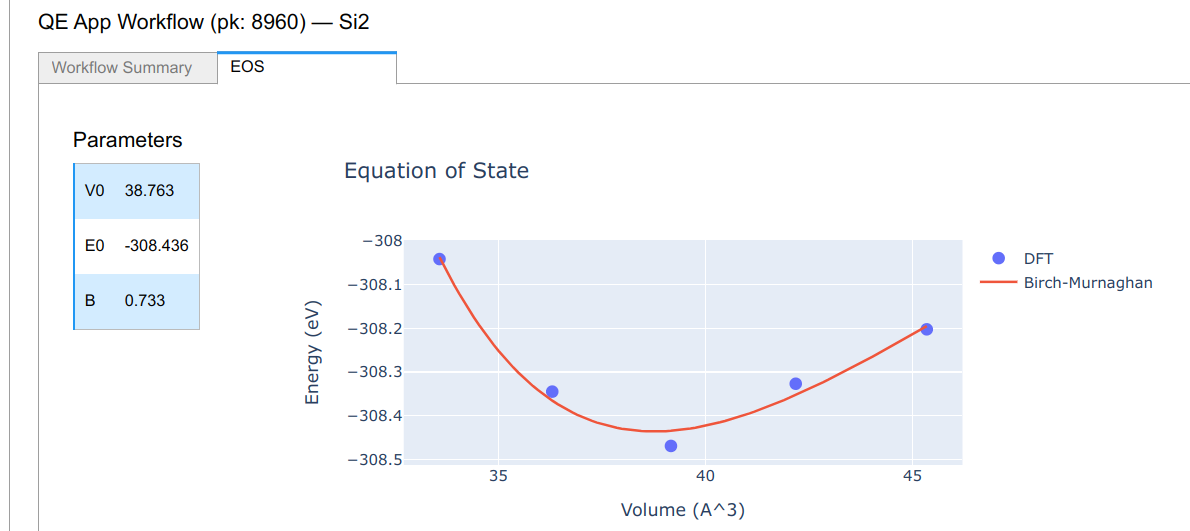 QE App Workflow (pk: 8960) — Si2
Workflow Summary
EOS
Parameters
V0 38.763
E0 -308.436
B 0.733
Equation of State
−308
−308.1
−308.2
−308.3
−308.4
−308.5
Energy (eV)
35 40 45
Volume (A^3)
DFT
Birch-Murnaghan